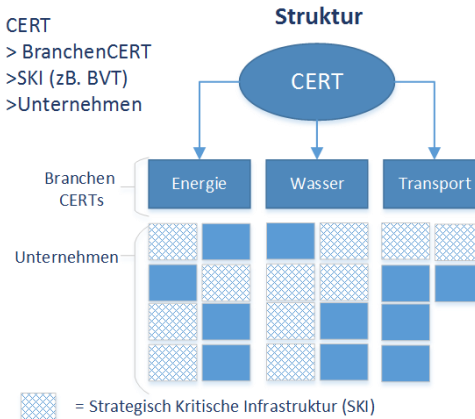 Struktur
CERT
> BranchenCERT
>SKI (zB. BVT)
>Unternehmen
CERT
Branchen
CERTs
Energie
Wasser
Transport
Unternehmen
= Strategisch Kritische Infrastruktur (SKI)